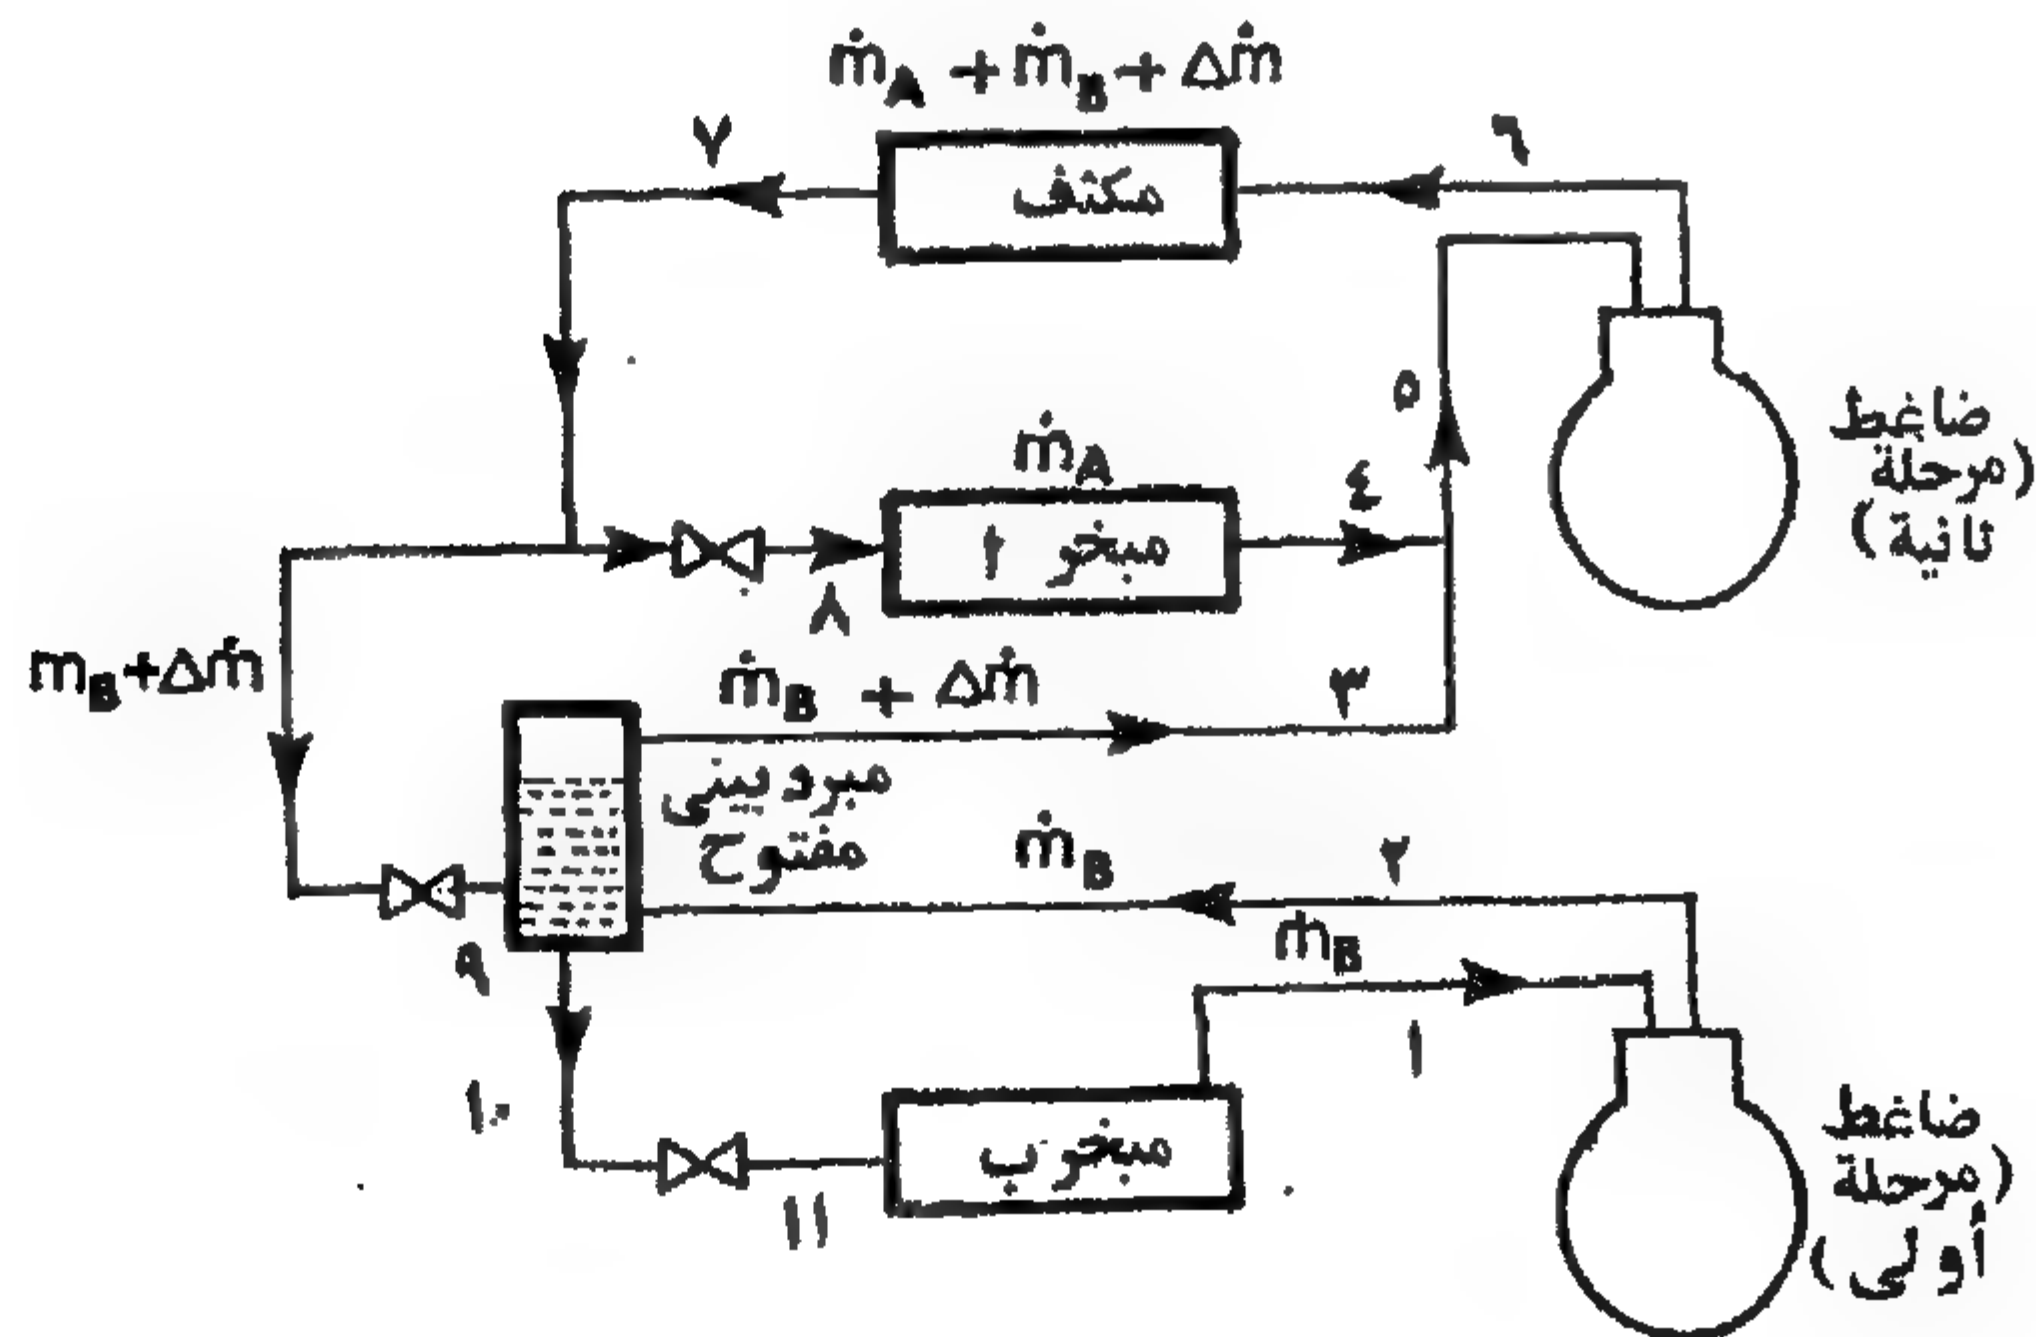 ṁA + ṁB + Δṁ
٧
٦
مكثف
ضاغط
(مرحلة
ثانية)
٥
ṁA
٤
مبخر أ
٨
mB+Δṁ
ṁB + Δṁ
٣
مبرد بيني
مفتوح
ṁB
٢
ṁB
٩
١
١٠
مبخر ب
١١
ضاغط
(مرحلة
أولى)